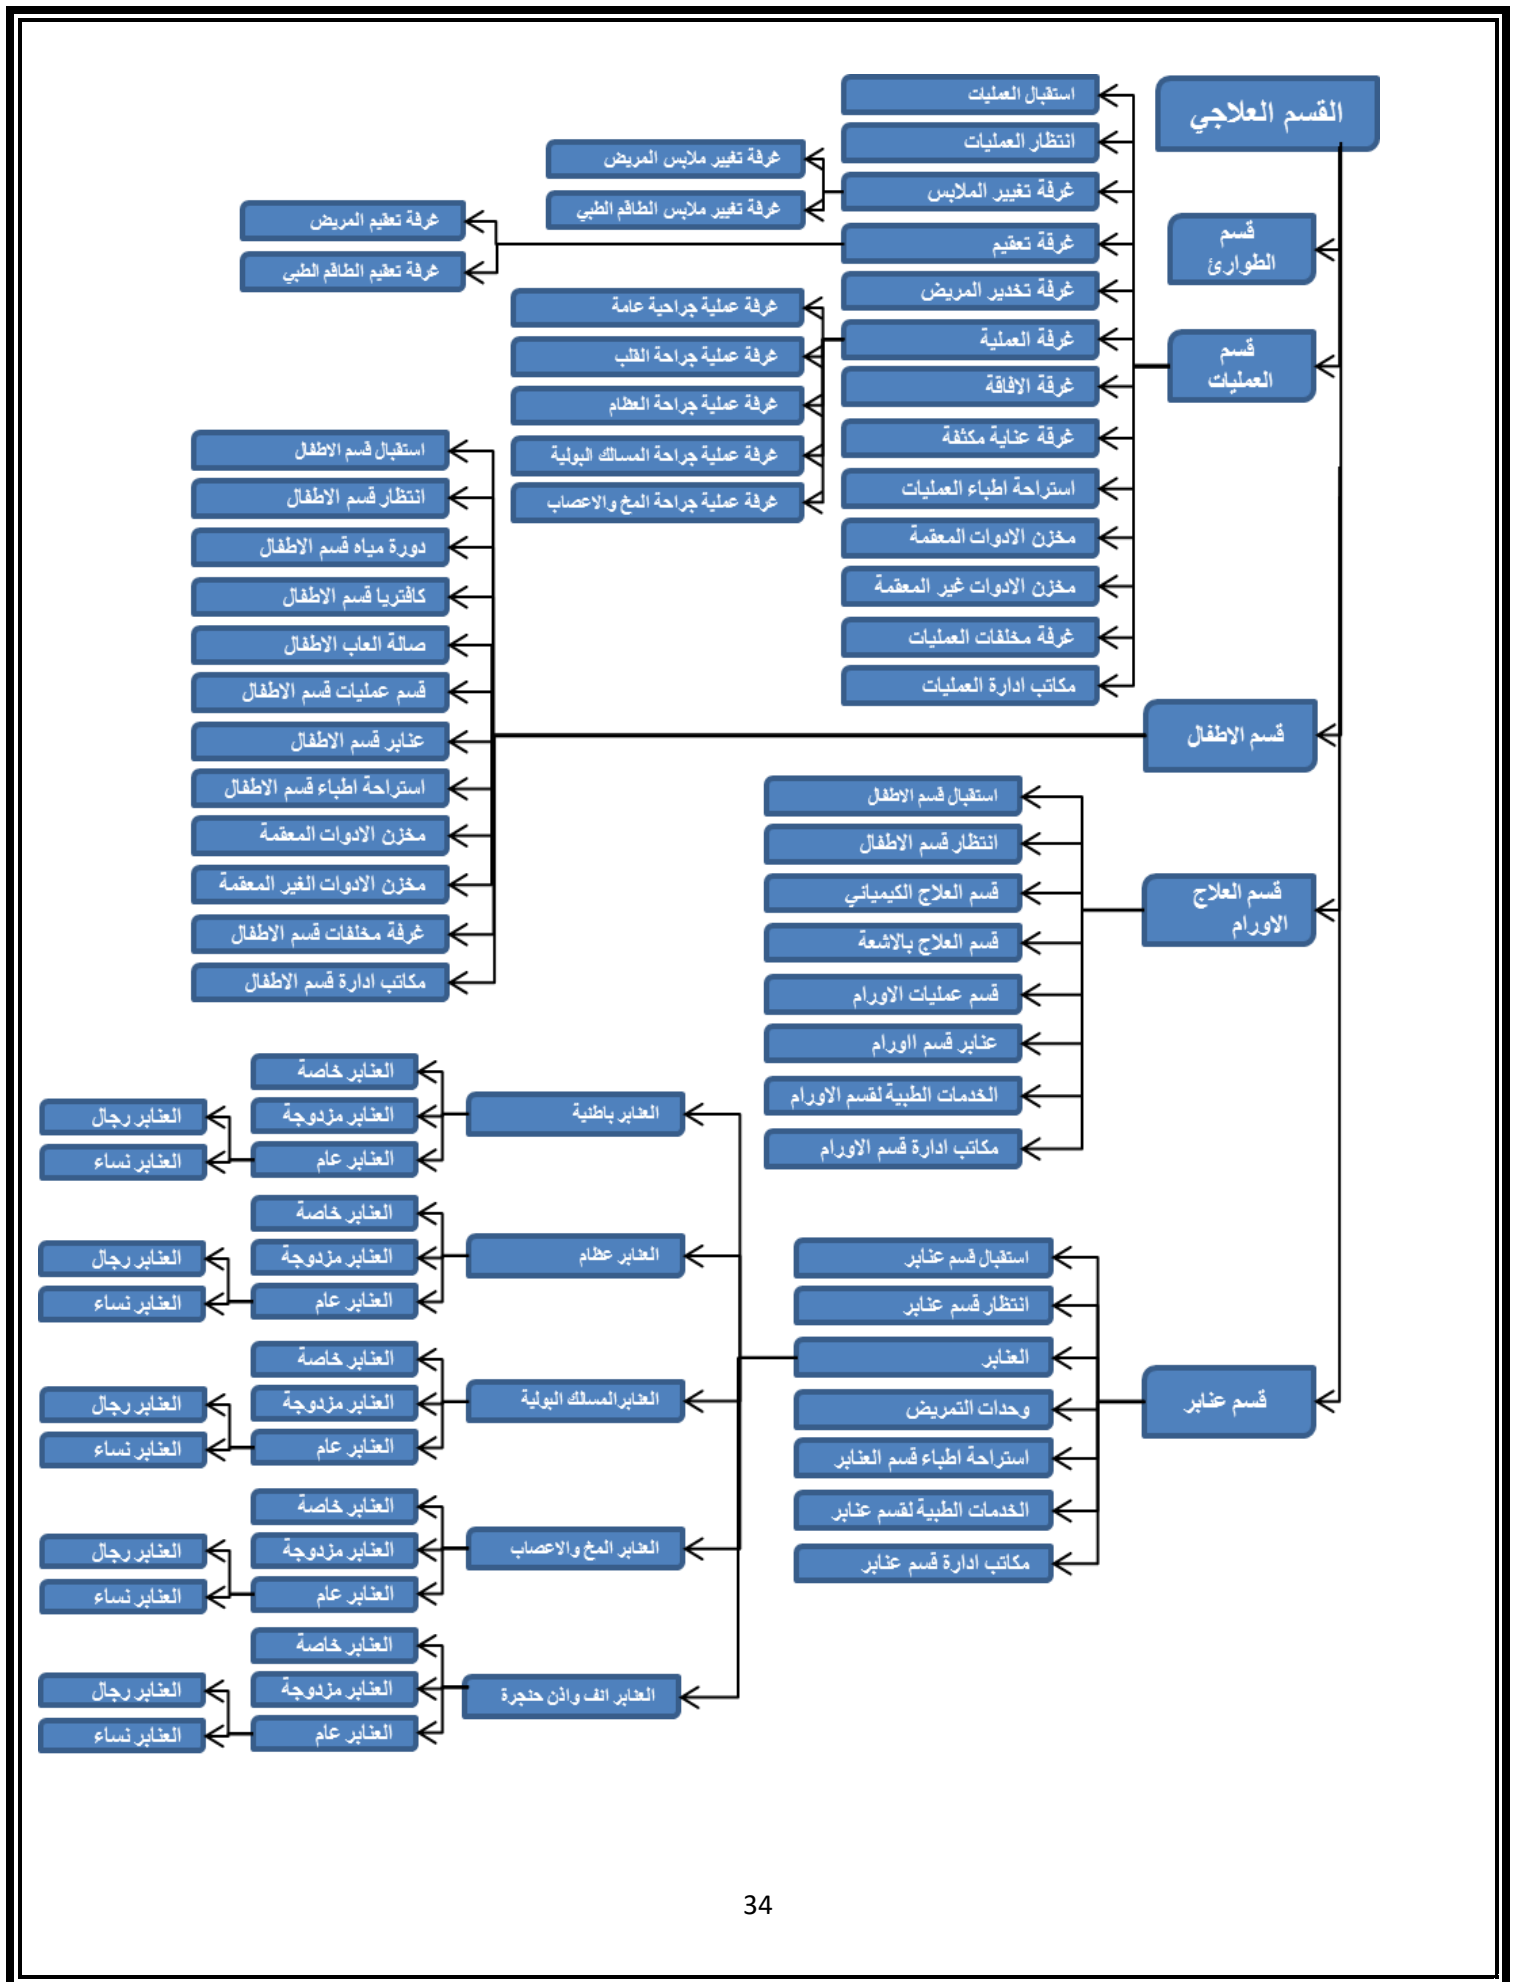 القسم العلاجي
قسم
الطوارئ
قسم
العمليات
استقبال العمليات
انتظار العمليات
غرفة تغيير الملابس
غرفة تغيير ملابس المريض
غرفة تغيير ملابس الطاقم الطبي
غرقة تعقيم
غرفة تعقيم المريض
غرفة تعقيم الطاقم الطبي
غرفة تخدير المريض
غرفة العملية
غرفة عملية جراحية عامة
غرفة عملية جراحة القلب
غرفة عملية جراحة العظام
غرفة عملية جراحة المسالك البولية
غرفة عملية جراحة المخ والاعصاب
غرقة الافاقة
غرقة عناية مكثفة
استراحة اطباء العمليات
مخزن الادوات المعقمة
مخزن الادوات غير المعقمة
غرفة مخلفات العمليات
مكاتب ادارة العمليات
قسم الاطفال
استقبال قسم الاطفال
انتظار قسم الاطفال
دورة مياه قسم الاطفال
كافتريا قسم الاطفال
صالة العاب الاطفال
قسم عمليات قسم الاطفال
عنابر قسم الاطفال
استراحة اطباء قسم الاطفال
مخزن الادوات المعقمة
مخزن الادوات الغير المعقمة
غرفة مخلفات قسم الاطفال
مكاتب ادارة قسم الاطفال
قسم العلاج
الاورام
استقبال قسم الاطفال
انتظار قسم الاطفال
قسم العلاج الكيميائي
قسم العلاج بالاشعة
قسم عمليات الاورام
عنابر قسم ااورام
الخدمات الطبية لقسم الاورام
مكاتب ادارة قسم الاورام
قسم عنابر
استقبال قسم عنابر
انتظار قسم عنابر
العنابر
وحدات التمريض
استراحة اطباء قسم العنابر
الخدمات الطبية لقسم عنابر
مكاتب ادارة قسم عنابر
العنابر باطنية
العنابر خاصة
العنابر مزدوجة
العنابر عام
العنابر رجال
العنابر نساء
العنابر عظام
العنابر خاصة
العنابر مزدوجة
العنابر عام
العنابر رجال
العنابر نساء
العنابرالمسالك البولية
العنابر خاصة
العنابر مزدوجة
العنابر عام
العنابر رجال
العنابر نساء
العنابر المخ والاعصاب
العنابر خاصة
العنابر مزدوجة
العنابر عام
العنابر رجال
العنابر نساء
العنابر انف واذن حنجرة
العنابر خاصة
العنابر مزدوجة
العنابر عام
العنابر رجال
العنابر نساء
34